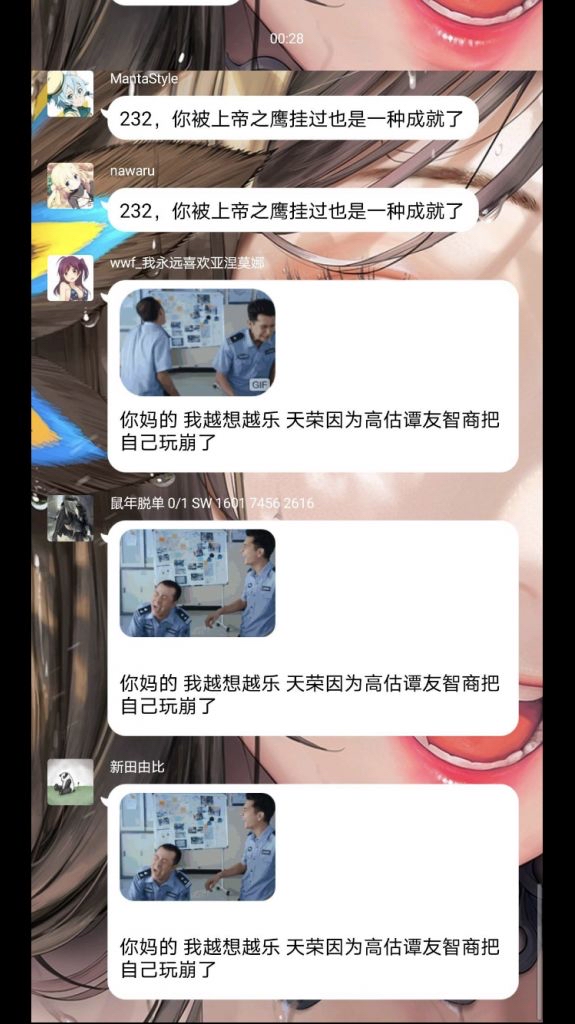 00:28
MantaStyle
232，你被上帝之鹰挂过也是一种成就了
nawaru
232，你被上帝之鹰挂过也是一种成就了
wwf_我永远喜欢亚涅莫娜
GIF
你妈的 我越想越乐 天荣因为高估谭友智商把
自己玩崩了
鼠年脱单 0/1 SW 1601 7456 2616
你妈的 我越想越乐 天荣因为高估谭友智商把
自己玩崩了
新田由比
你妈的 我越想越乐 天荣因为高估谭友智商把
自己玩崩了